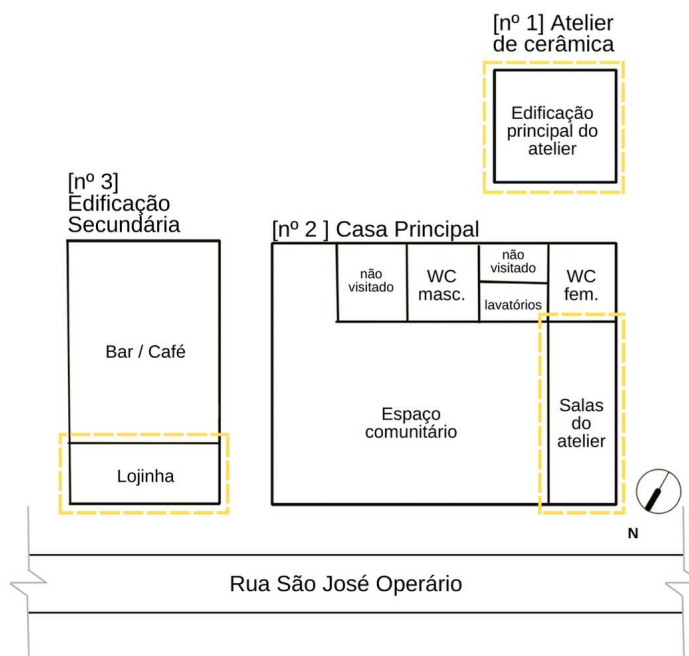 [nº 1] Atelier
de cerâmica
Edificação
principal do
atelier
[nº 3]
Edificação
Secundária
Bar / Café
Lojinha
[nº 2 ] Casa Principal
não
visitado
WC
masc.
não
visitado
lavatórios
WC
fem.
Espaço
comunitário
Salas
do
atelier
N
Rua São José Operário